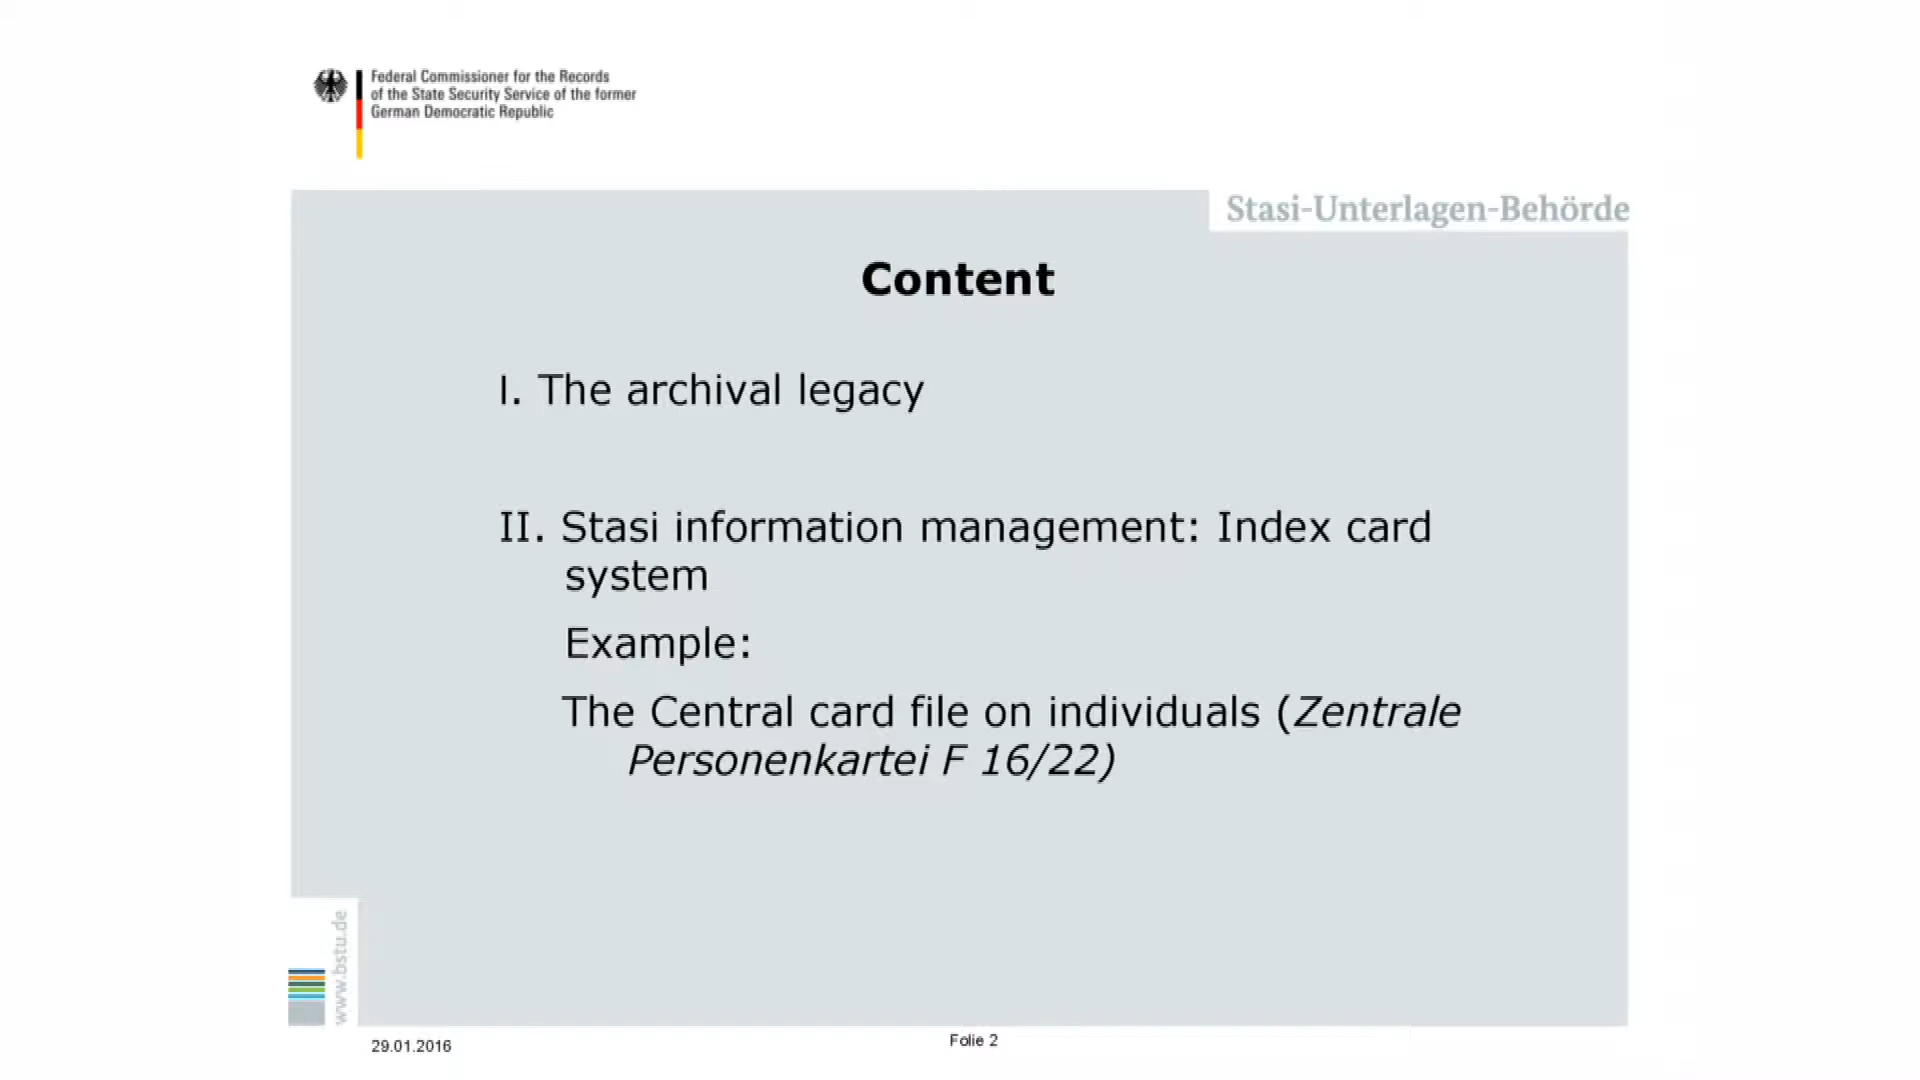 Federal Commissioner for the Records
of the State Security Service of the former
German Democratic Republic
Stasi-Unterlagen-Behörde
Content
I. The archival legacy
II. Stasi information management: Index card
system
Example:
The Central card file on individuals (Zentrale
Personenkartei F 16/22)
www.bstu.de
29.01.2016
Folie 2